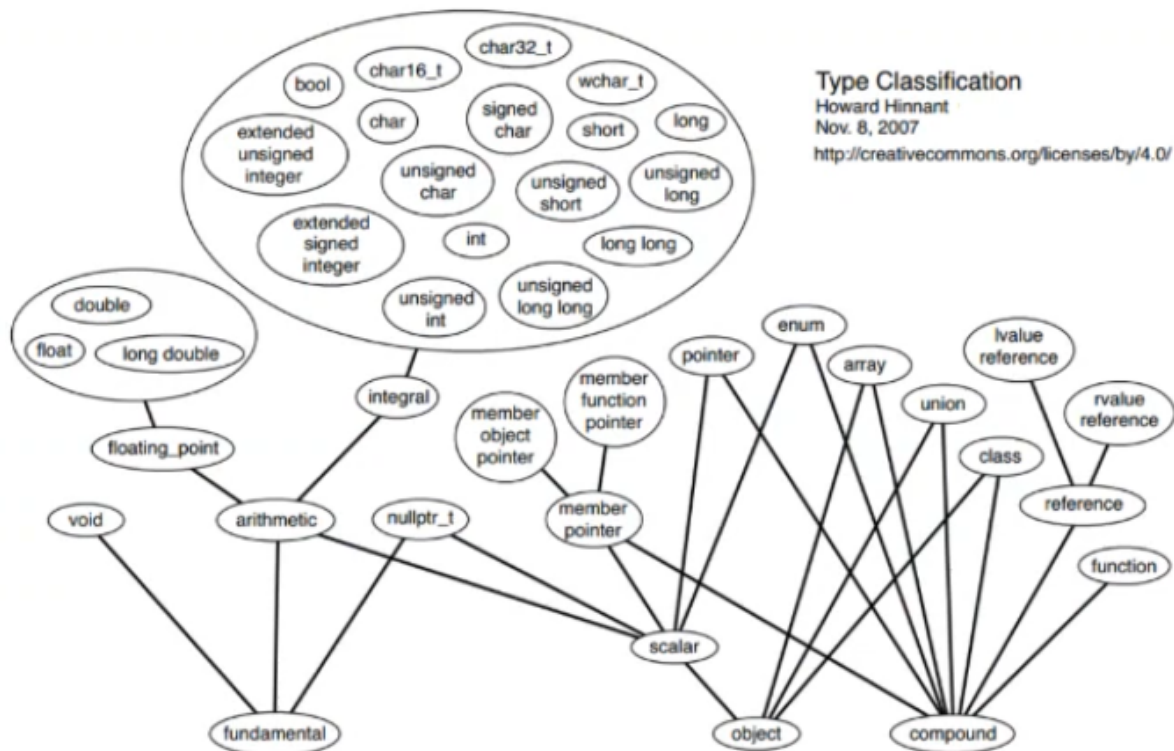 char32_t
bool
char16_t
wchar_t
Type Classification
Howard Hinnant
Nov. 8, 2007
http://creativecommons.org/licenses/by/4.0/
extended
unsigned
integer
char
signed
char
short
long
unsigned
char
unsigned
short
unsigned
long
extended
signed
integer
int
long long
unsigned
int
unsigned
long long
double
float
long double
integral
floating_point
member
object
pointer
member
function
pointer
pointer
enum
array
union
class
lvalue
reference
rvalue
reference
void
arithmetic
nullptr_t
member
pointer
reference
function
scalar
fundamental
object
compound